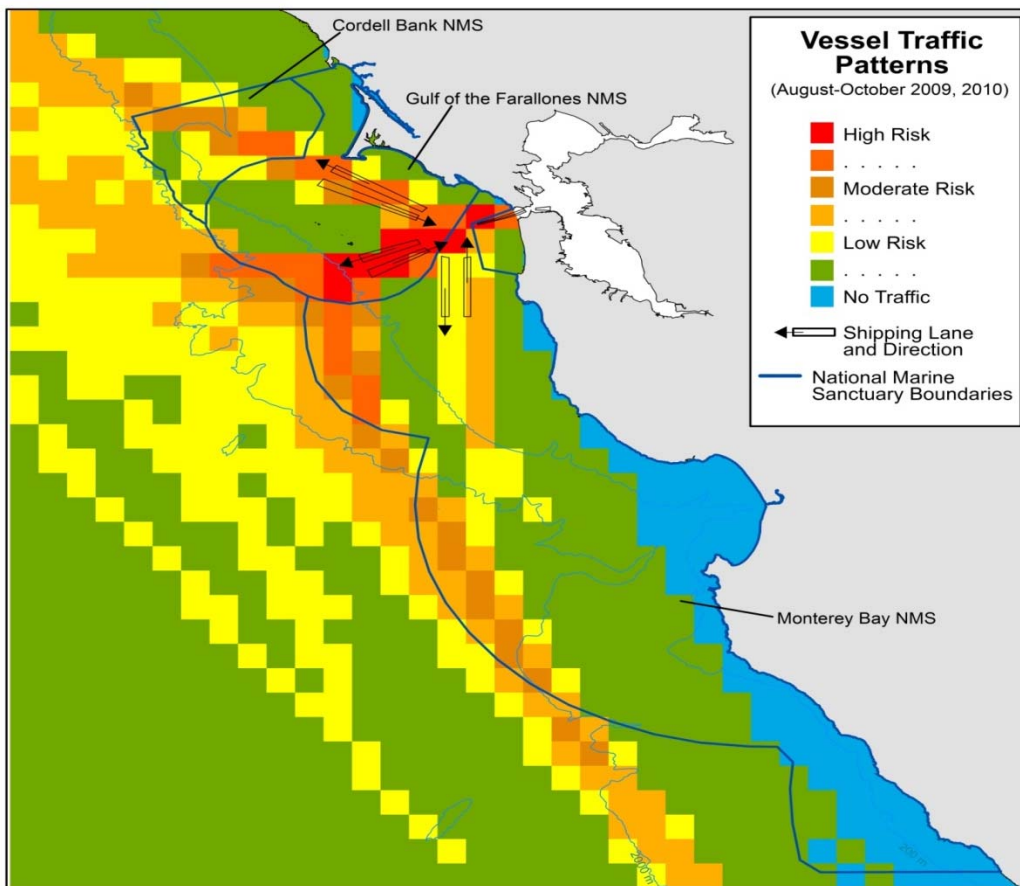 Cordell Bank NMS
Gulf of the Farallones NMS
Vessel Traffic
Patterns
(August-October 2009, 2010)
High Risk
. . . . .
Moderate Risk
. . . . .
Low Risk
. . . . .
No Traffic
Shipping Lane
and Direction
National Marine
Sanctuary Boundaries
Monterey Bay NMS
2000 m
200 m